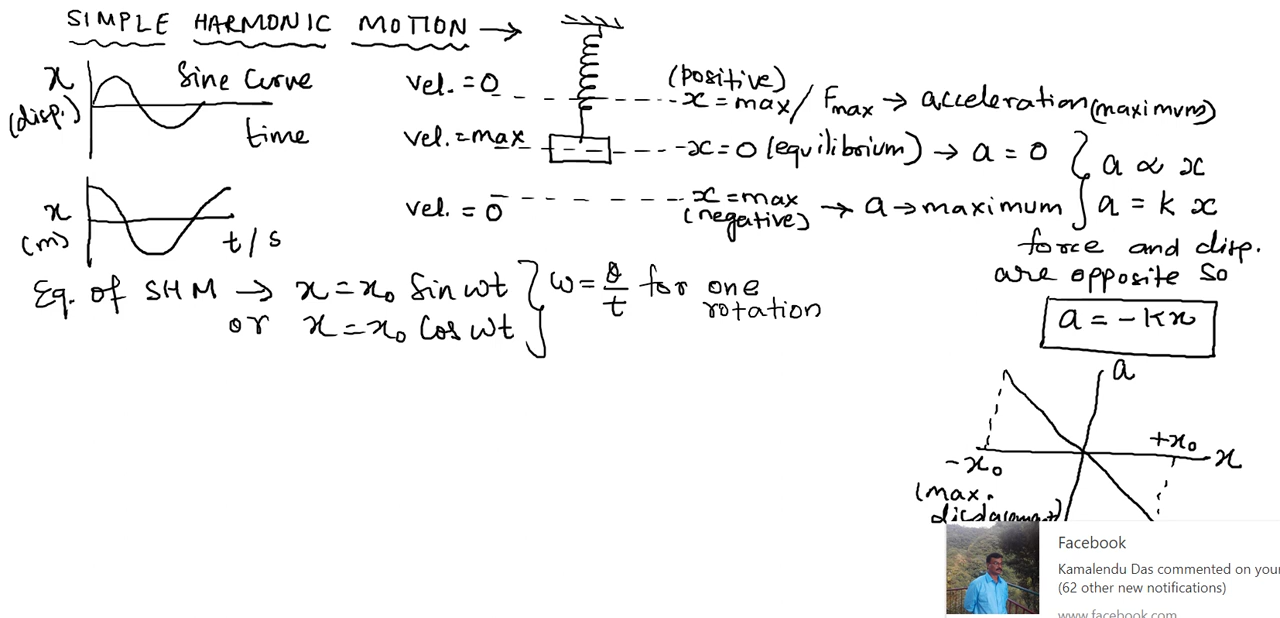 SIMPLE HARMONIC MOTION →
x
(disp.)
Sine Curve
time
x
(m)
t/s
vel. = 0
(positive)
x = max / Fmax → acceleration (maximum)
vel. = max
x = 0 (equilibrium) → a = 0
vel. = 0
x = max
(negative) → a → maximum
a ∝ x
a = k x
force and disp.
are opposite so
a = -kx
Eq. of SHM → x = x₀ Sin ωt
or x = x₀ Cos ωt
ω = θ/t for one
rotation
a
+x₀
x
-x₀
(max.
displacement)
Facebook
Kamalendu Das commented on your
(62 other new notifications)
www.facebook.com